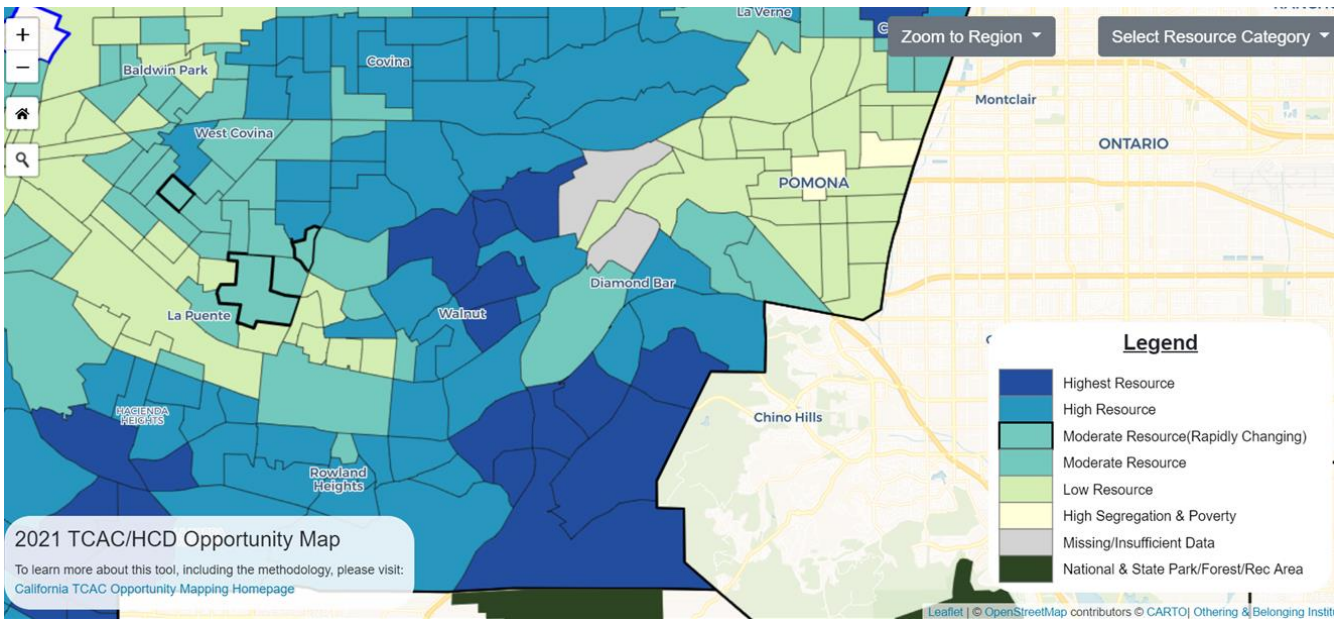 La Verne
+
−
Zoom to Region
Select Resource Category
Covina
Baldwin Park
Montclair
West Covina
ONTARIO
POMONA
Diamond Bar
La Puente
Walnut
Legend
Highest Resource
High Resource
Moderate Resource(Rapidly Changing)
Moderate Resource
Low Resource
High Segregation & Poverty
Missing/Insufficient Data
National & State Park/Forest/Rec Area
HACIENDA
HEIGHTS
Chino Hills
Rowland
Heights
2021 TCAC/HCD Opportunity Map
To learn more about this tool, including the methodology, please visit:
California TCAC Opportunity Mapping Homepage
Leaflet | © OpenStreetMap contributors © CARTO| Othering & Belonging